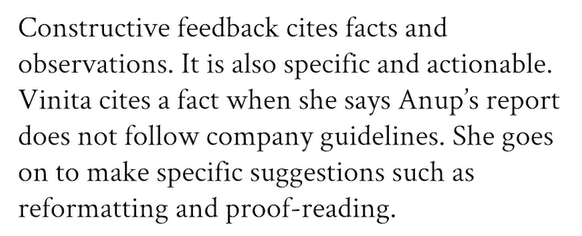 Constructive feedback cites facts and
observations. It is also specific and actionable.
Vinita cites a fact when she says Anup’s report
does not follow company guidelines. She goes
on to make specific suggestions such as
reformatting and proof-reading.